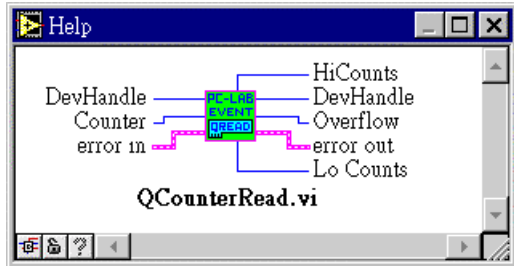 Help
HiCounts
DevHandle PC-LAB DevHandle
Counter EVENT Overflow
error in QREAD error out
Lo Counts
QCounterRead.vi
?